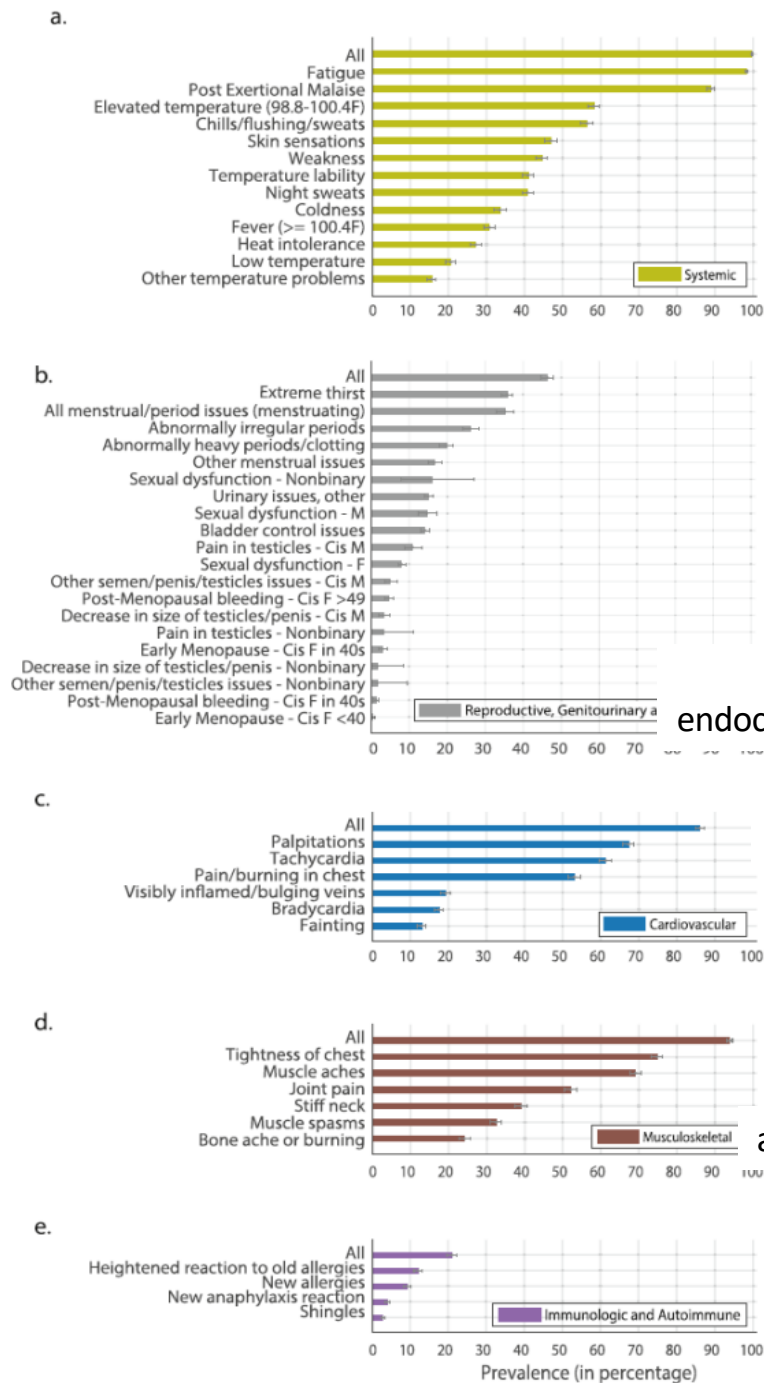 a.
All
Fatigue
Post Exertional Malaise
Elevated temperature (98.8-100.4F)
Chills/flushing/sweats
Skin sensations
Weakness
Temperature lability
Night sweats
Coldness
Fever (>= 100.4F)
Heat intolerance
Low temperature
Other temperature problems
Systemic
0 10 20 30 40 50 60 70 80 90 100
b.
All
Extreme thirst
All menstrual/period issues (menstruating)
Abnormally irregular periods
Abnormally heavy periods/clotting
Other menstrual issues
Sexual dysfunction - Nonbinary
Urinary issues, other
Sexual dysfunction - M
Bladder control issues
Pain in testicles - Cis M
Sexual dysfunction - F
Other semen/penis/testicles issues - Cis M
Post-Menopausal bleeding - Cis F >49
Decrease in size of testicles/penis - Cis M
Pain in testicles - Nonbinary
Early Menopause - Cis F in 40s
Decrease in size of testicles/penis - Nonbinary
Other semen/penis/testicles issues - Nonbinary
Post-Menopausal bleeding - Cis F in 40s
Early Menopause - Cis F <40
Reproductive, Genitourinary a endoc
0 10 20 30 40 50 60 70 80 90 100
c.
All
Palpitations
Tachycardia
Pain/burning in chest
Visibly inflamed/bulging veins
Bradycardia
Fainting
Cardiovascular
0 10 20 30 40 50 60 70 80 90 100
d.
All
Tightness of chest
Muscle aches
Joint pain
Stiff neck
Muscle spasms
Bone ache or burning
Musculoskeletal a
0 10 20 30 40 50 60 70 80 90 100
e.
All
Heightened reaction to old allergies
New allergies
New anaphylaxis reaction
Shingles
Immunologic and Autoimmune
0 10 20 30 40 50 60 70 80 90 100
Prevalence (in percentage)